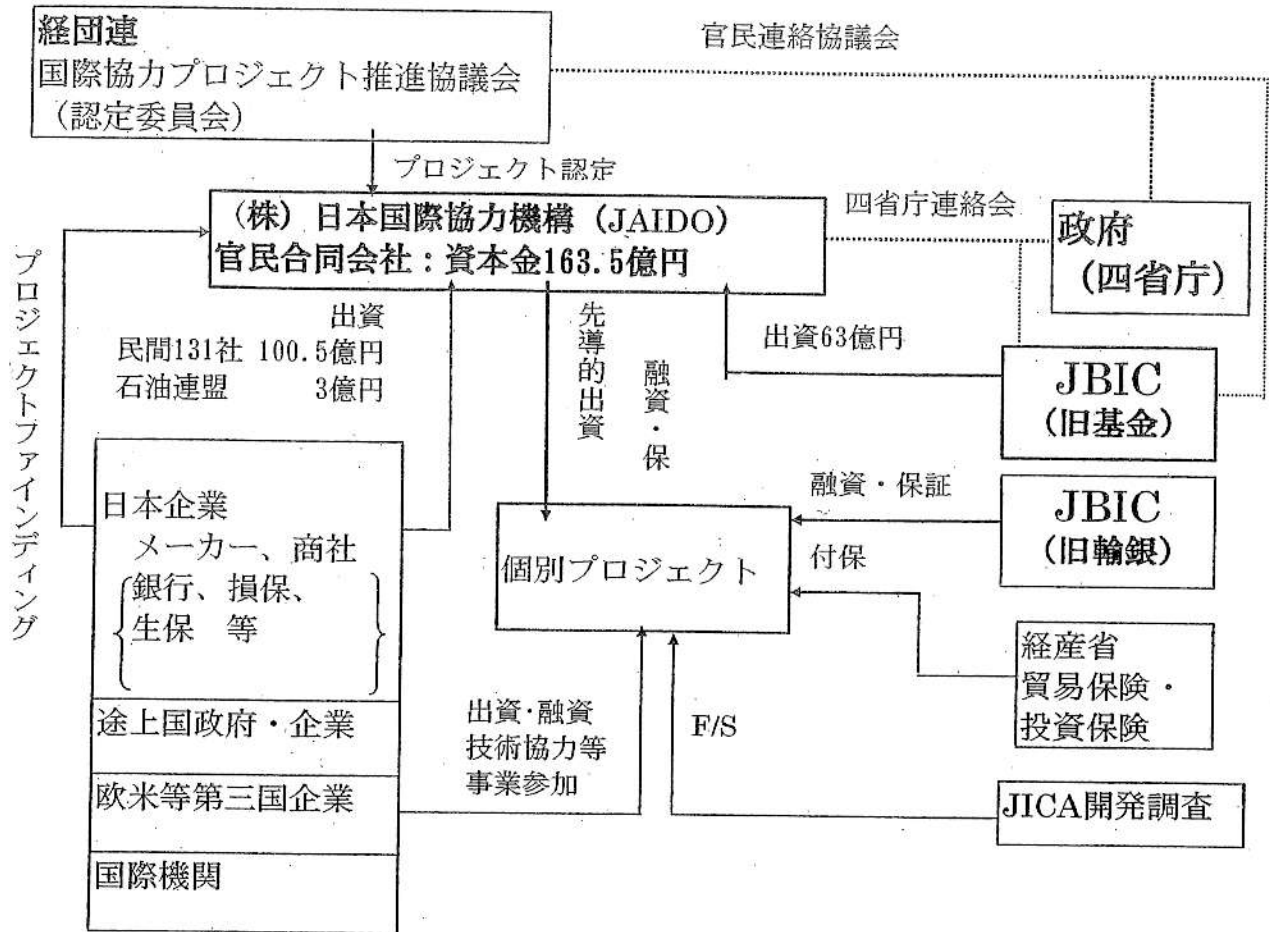 経団連
国際協力プロジェクト推進協議会
(認定委員会)
官民連絡協議会
プロジェクト認定
(株)日本国際協力機構(JAIDO)
官民合同会社:資本金163.5億円
四省庁連絡会
政府
(四省庁)
プロジェクトファインディング
出資
民間131社 100.5億円
石油連盟 3億円
先導的出資
融資・保
出資63億円
JBIC
(旧基金)
日本企業
メーカー、商社
銀行、損保、
生保 等
個別プロジェクト
融資・保証
付保
JBIC
(旧輸銀)
経産省
貿易保険・
投資保険
途上国政府・企業
欧米等第三国企業
国際機関
出資・融資
技術協力等
事業参加
F/S
JICA開発調査